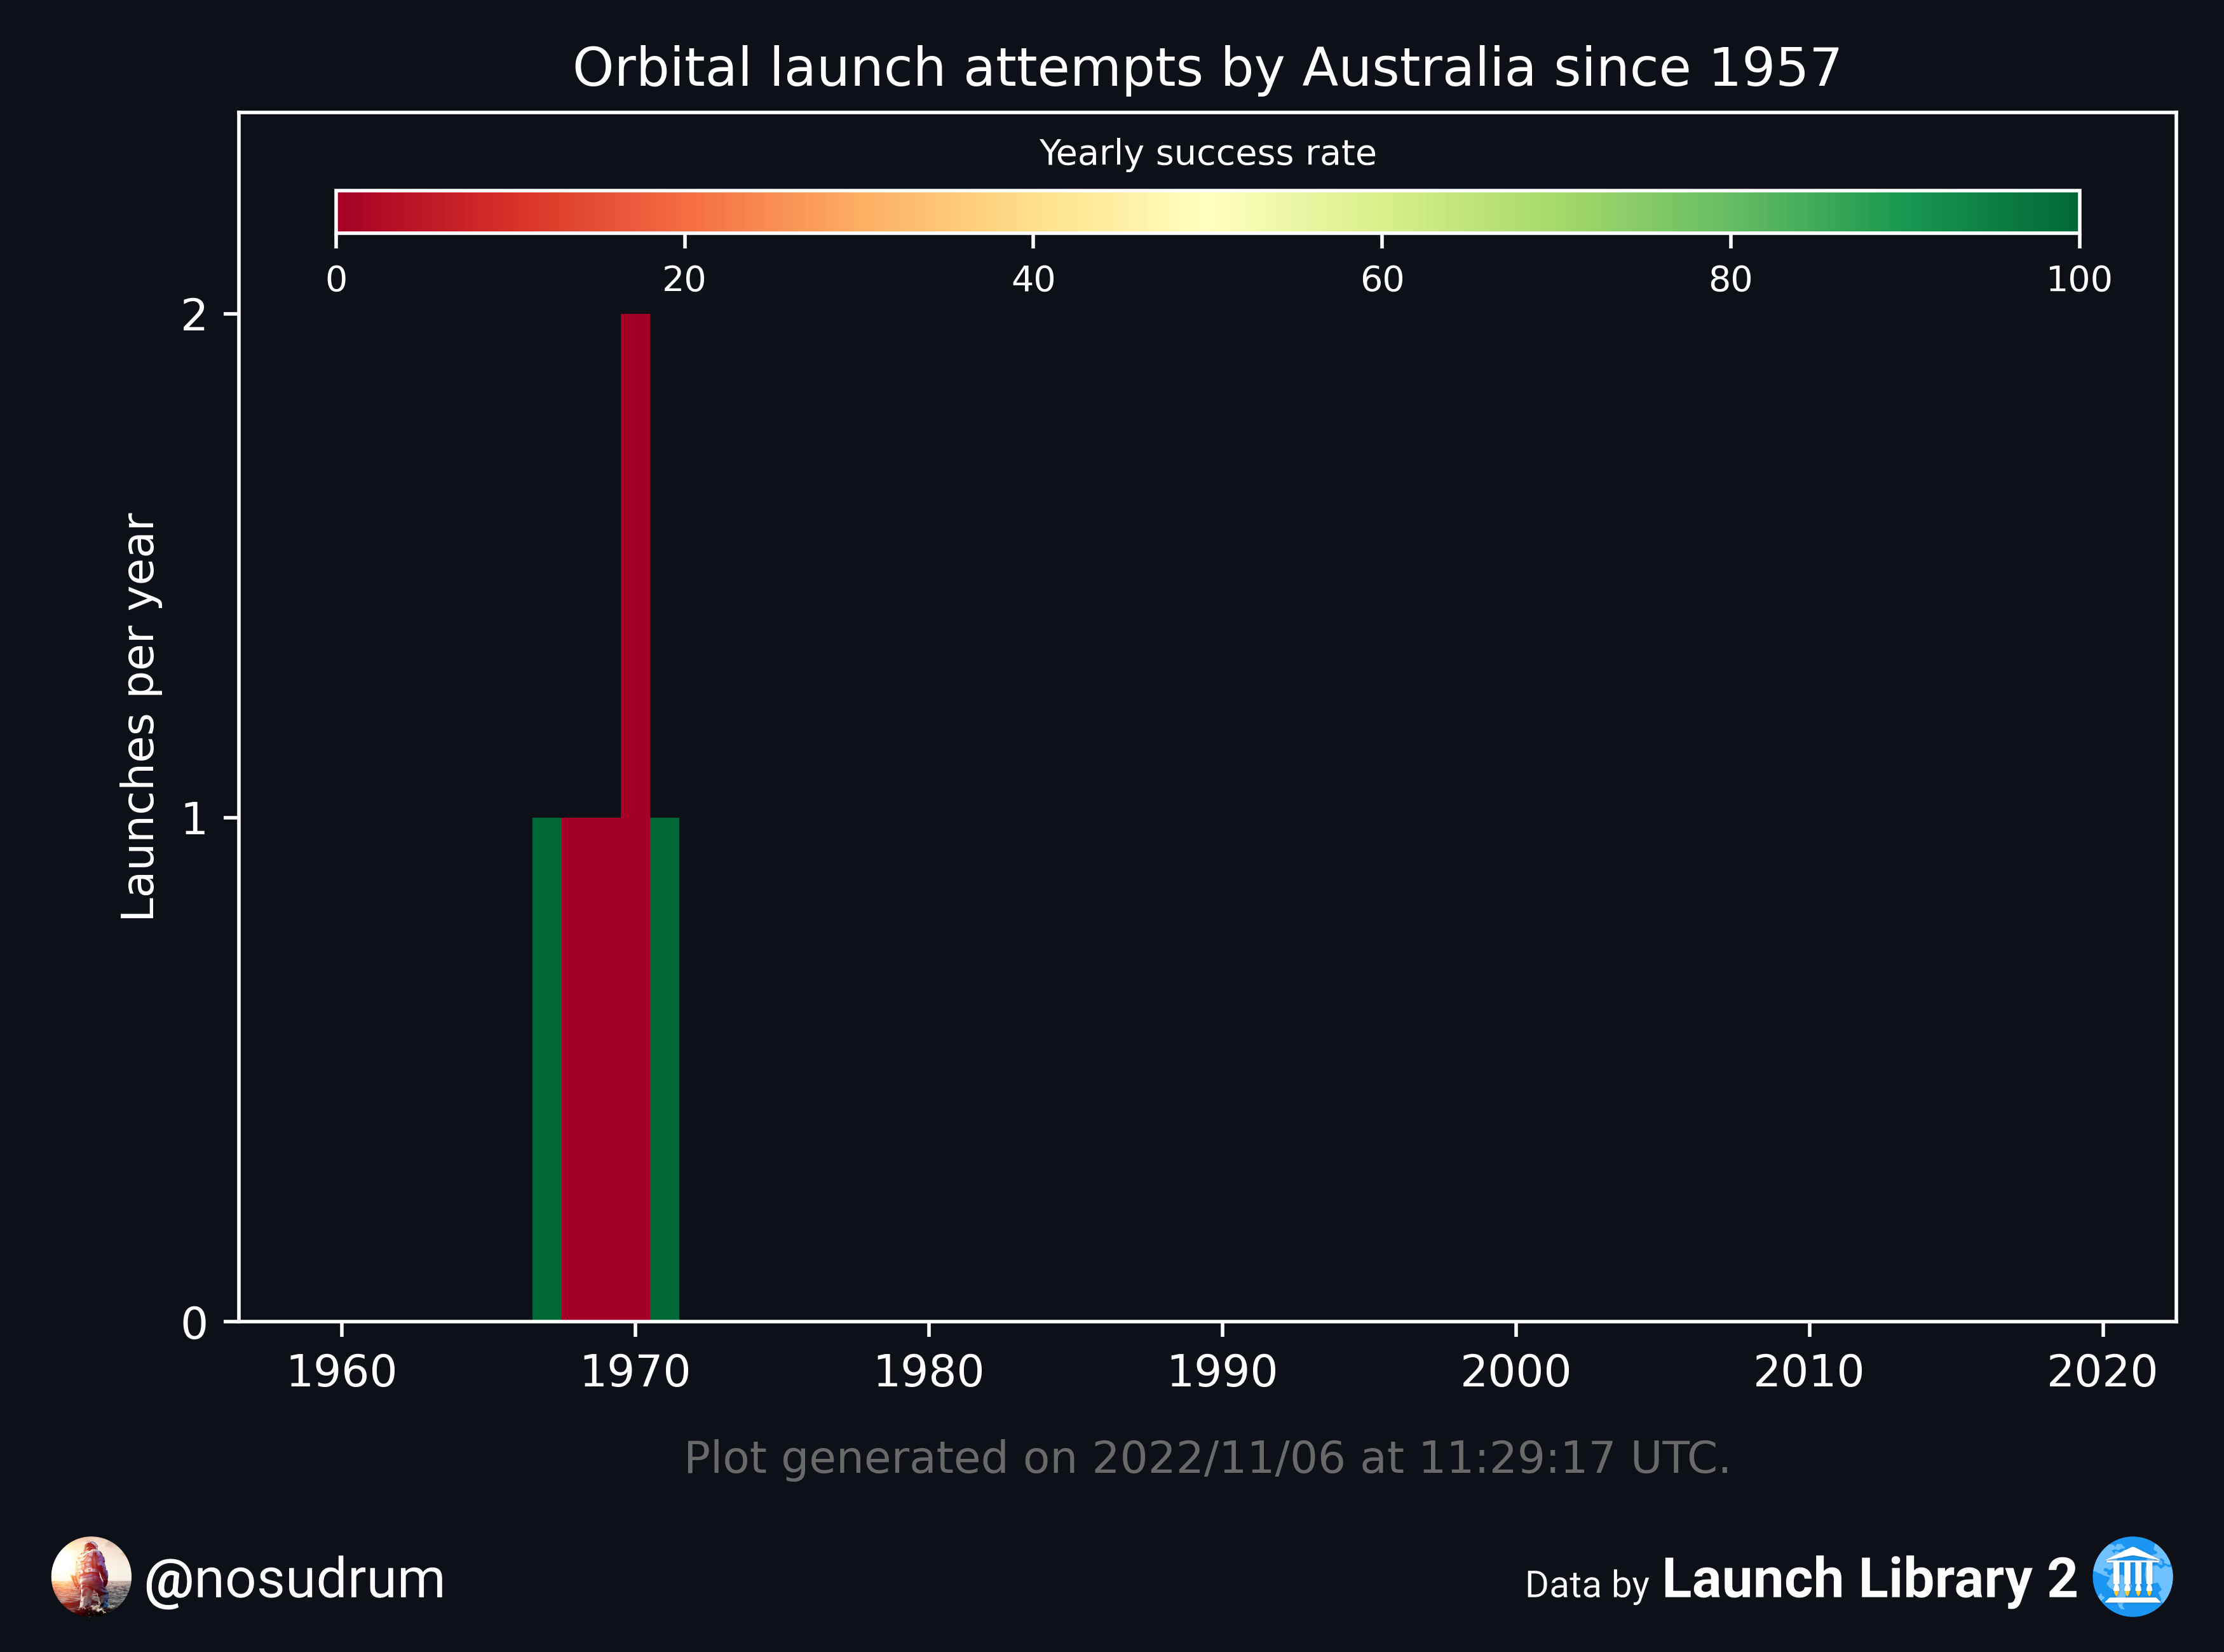 Orbital launch attempts by Australia since 1957
Yearly success rate
0 20 40 60 80 100
2
1
0
Launches per year
1960 1970 1980 1990 2000 2010 2020
Plot generated on 2022/11/06 at 11:29:17 UTC.
@nosudrum
Data by Launch Library 2